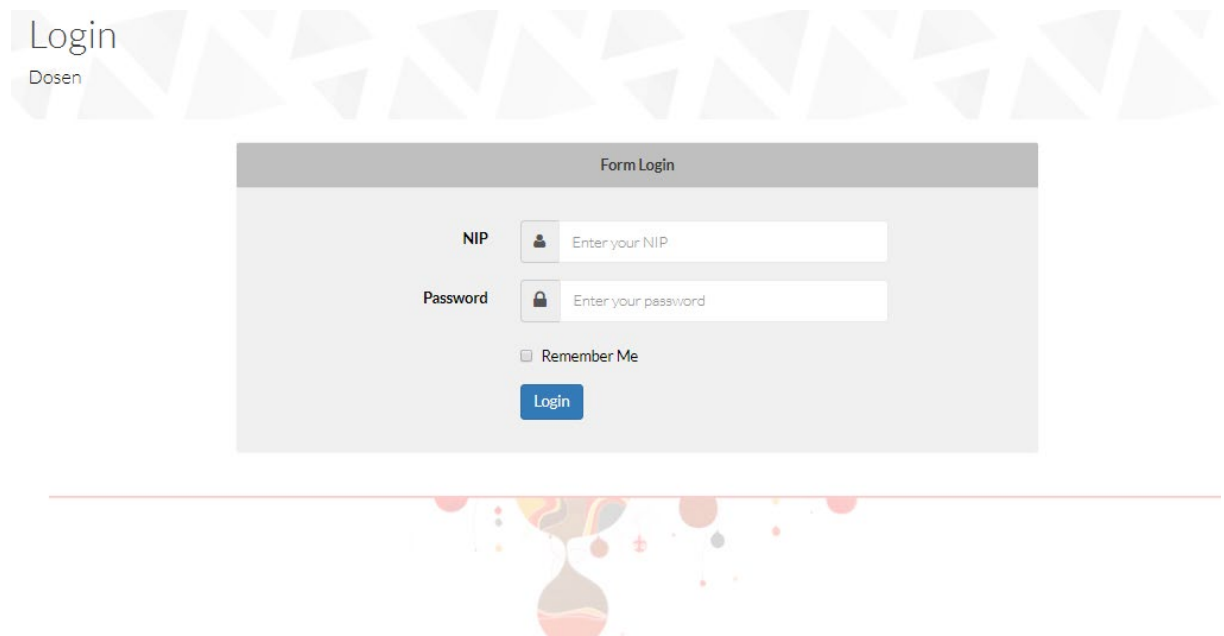 Login
Dosen
Form Login
NIP
Enter your NIP
Password
Enter your password
Remember Me
Login